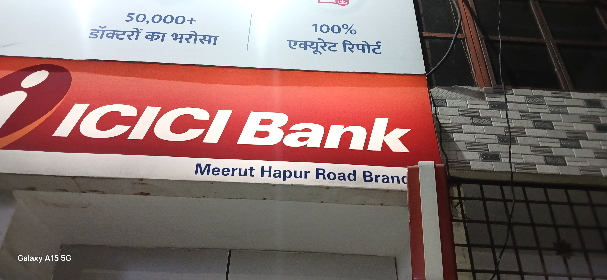 50,000+
डॉक्टरों का भरोसा
100%
एक्यूरेट रिपोर्ट
ICICI Bank
Meerut Hapur Road Branc
Galaxy A15 5G